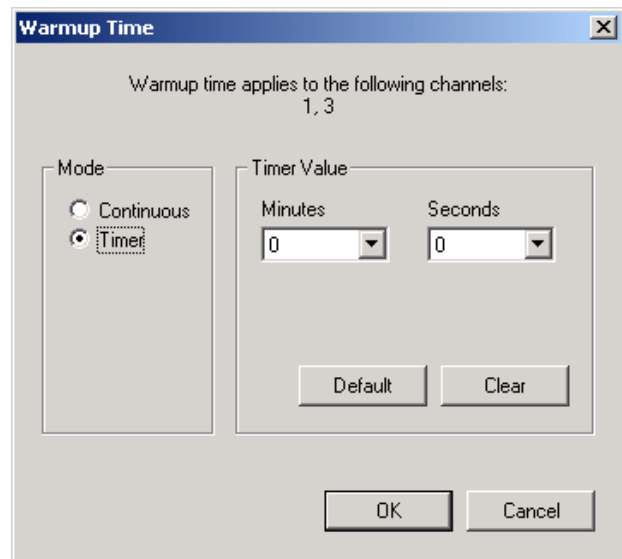 Warmup Time
Warmup time applies to the following channels:
1, 3
Mode
Continuous
Timer
Timer Value
Minutes Seconds
0 0
Default Clear
OK Cancel